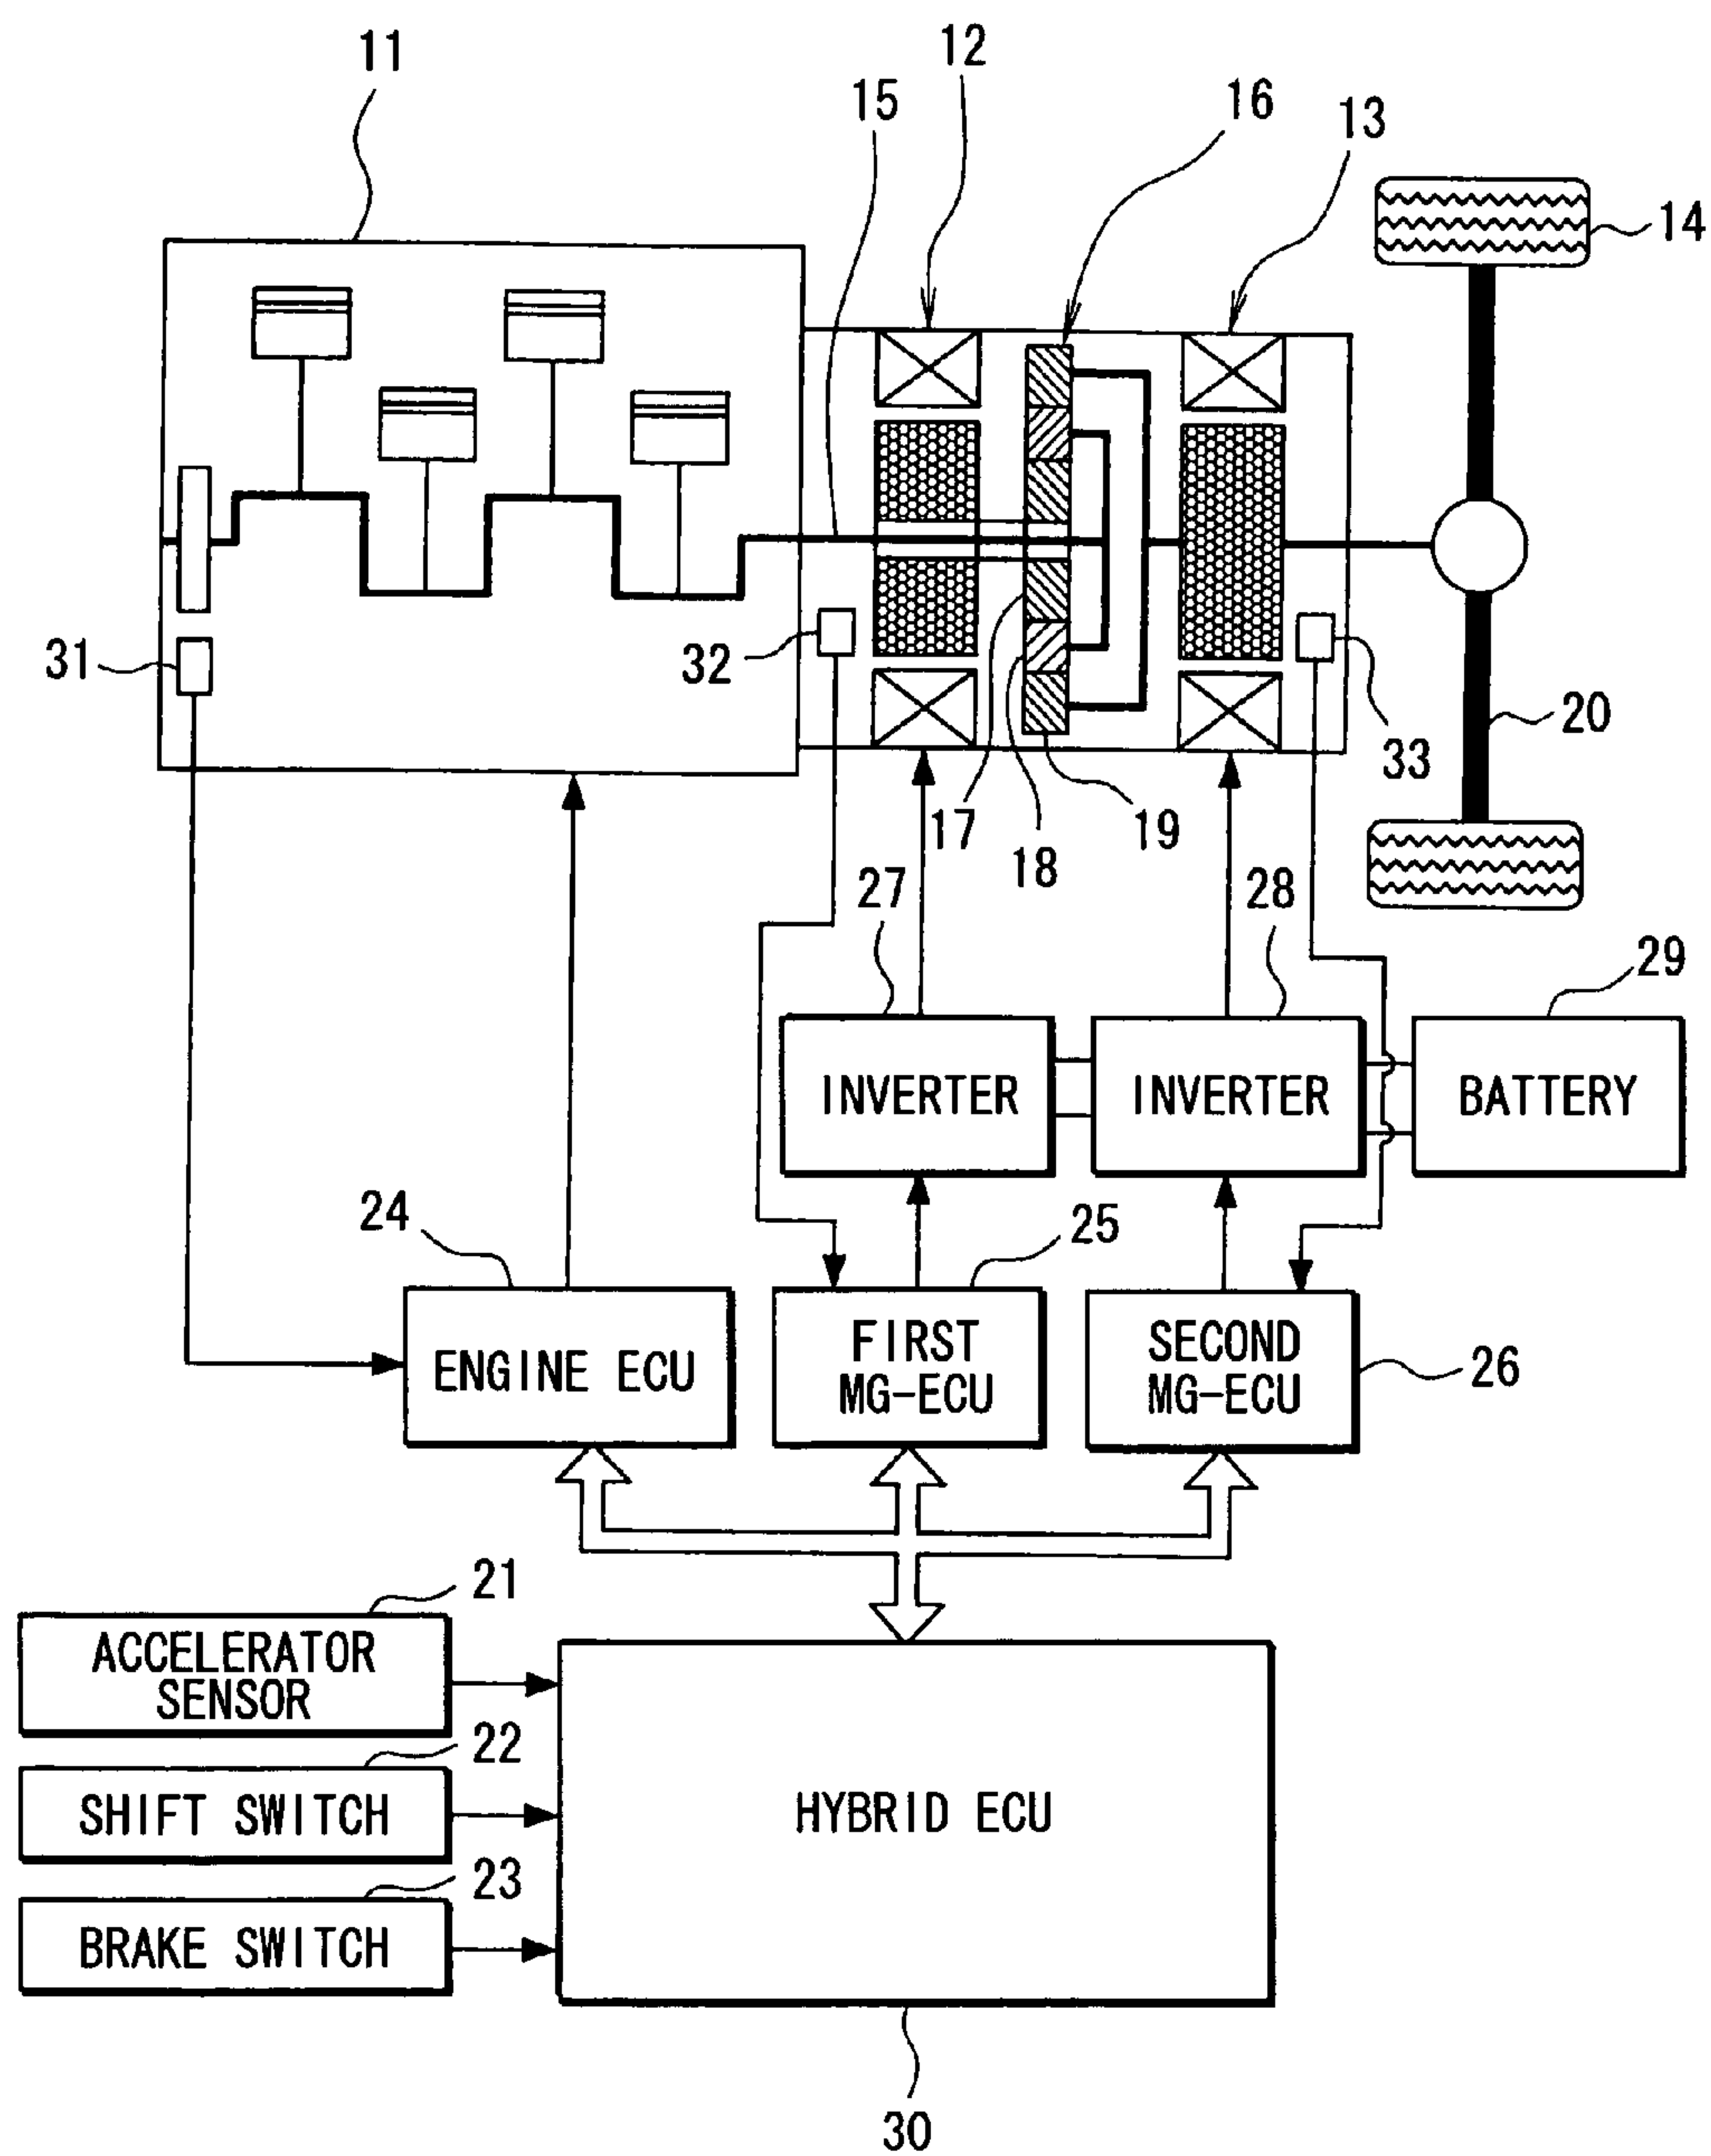 11
12
15
16
13
14
31
32
33
20
17
18
19
27
28
29
INVERTER
INVERTER
BATTERY
24
25
26
ENGINE ECU
FIRST
MG-ECU
SECOND
MG-ECU
21
ACCELERATOR
SENSOR
22
SHIFT SWITCH
23
BRAKE SWITCH
HYBRID ECU
30